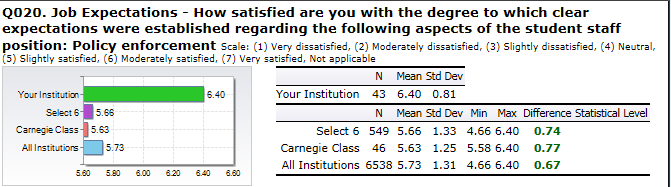 Q020. Job Expectations - How satisfied are you with the degree to which clear
expectations were established regarding the following aspects of the student staff
position: Policy enforcement Scale: (1) Very dissatisfied, (2) Moderately dissatisfied, (3) Slightly dissatisfied, (4) Neutral,
(5) Slightly satisfied, (6) Moderately satisfied, (7) Very satisfied, Not applicable
Your Institution 6.40
Select 6 5.66
Carnegie Class 5.63
All Institutions 5.73
5.60 5.80 6.00 6.20 6.40 6.60
N Mean Std Dev
Your Institution 43 6.40 0.81
N Mean Std Dev Min Max Difference Statistical Level
Select 6 549 5.66 1.33 4.66 6.40 0.74
Carnegie Class 46 5.63 1.25 5.58 6.40 0.77
All Institutions 6538 5.73 1.31 4.66 6.40 0.67